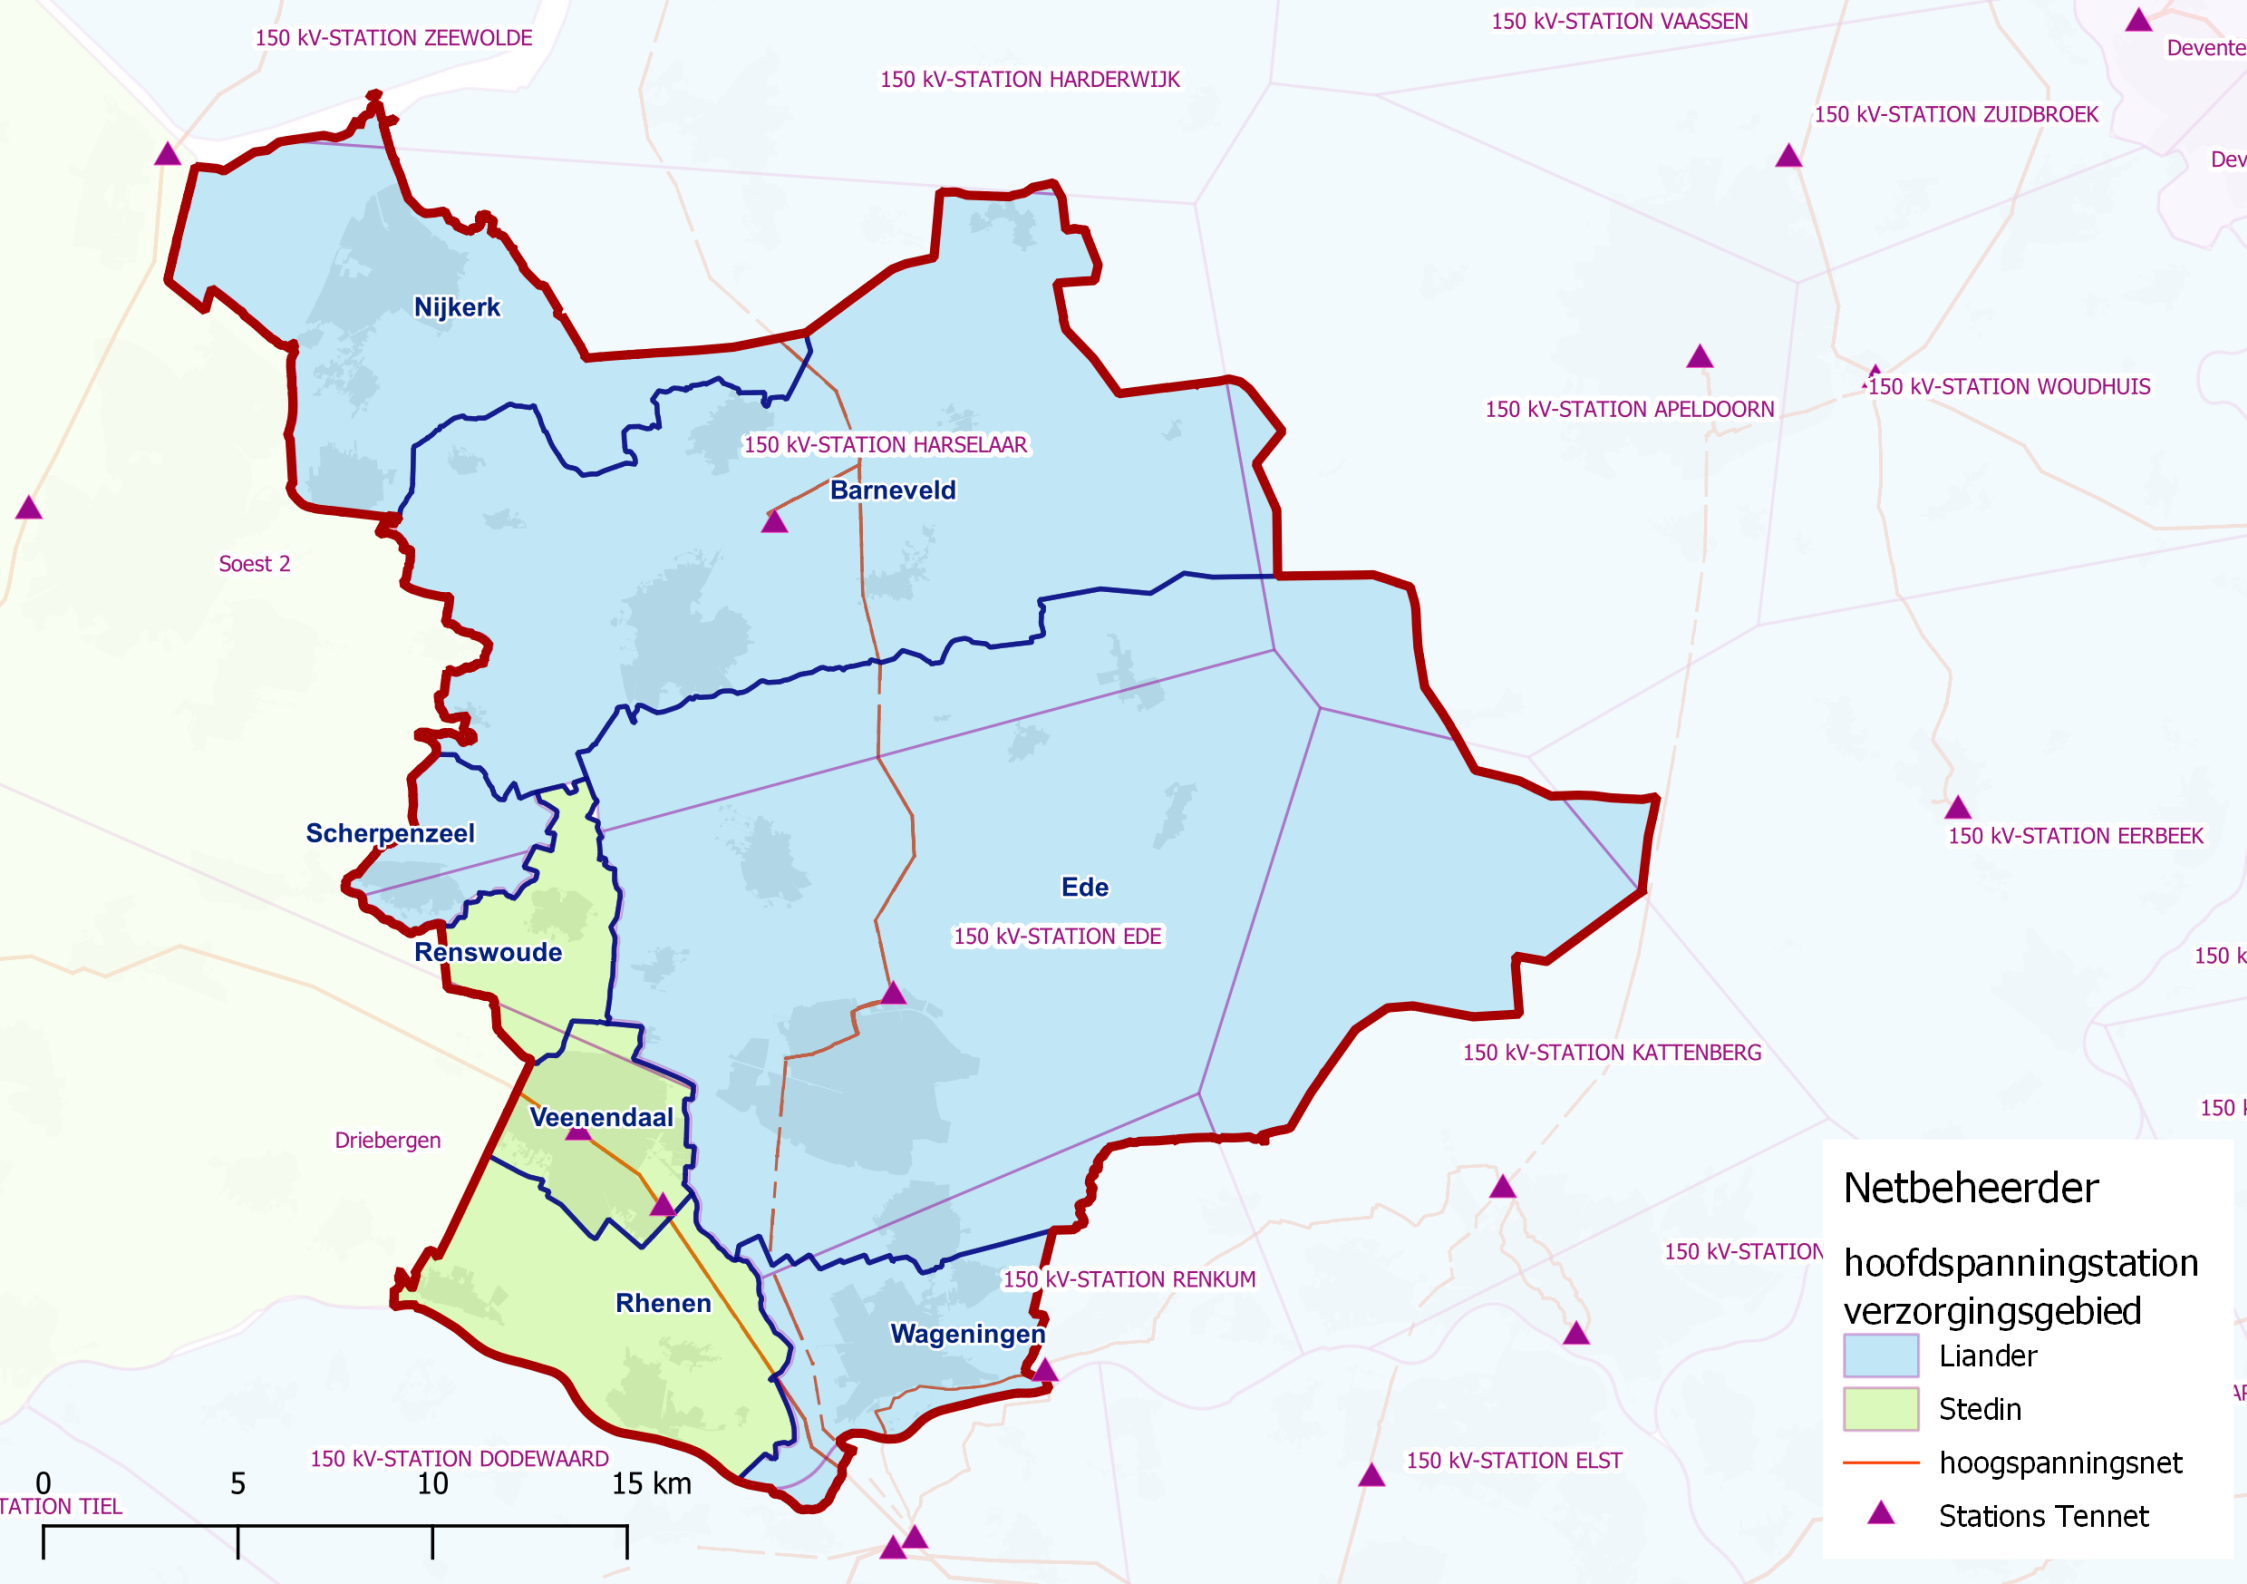 150 kV-STATION VAASSEN
150 kV-STATION ZEEWOLDE
Devente
150 kV-STATION HARDERWIJK
150 kV-STATION ZUIDBROEK
Dev
Nijkerk
150 kV-STATION WOUDHUIS
150 kV-STATION APELDOORN
150 kV-STATION HARSELAAR
Barneveld
Soest 2
Scherpenzeel
150 kV-STATION EERBEEK
Ede
150 kV-STATION EDE
Renswoude
150 k
150 kV-STATION KATTENBERG
150 k
Veenendaal
Driebergen
150 kV-STATION
150 kV-STATION RENKUM
Rhenen
Wageningen
150 kV-STATION DODEWAARD
150 kV-STATION ELST
TATION TIEL
0 5 10 15 km
Netbeheerder
hoofdspanningstation
verzorgingsgebied
Liander
Stedin
hoogspanningsnet
Stations Tennet